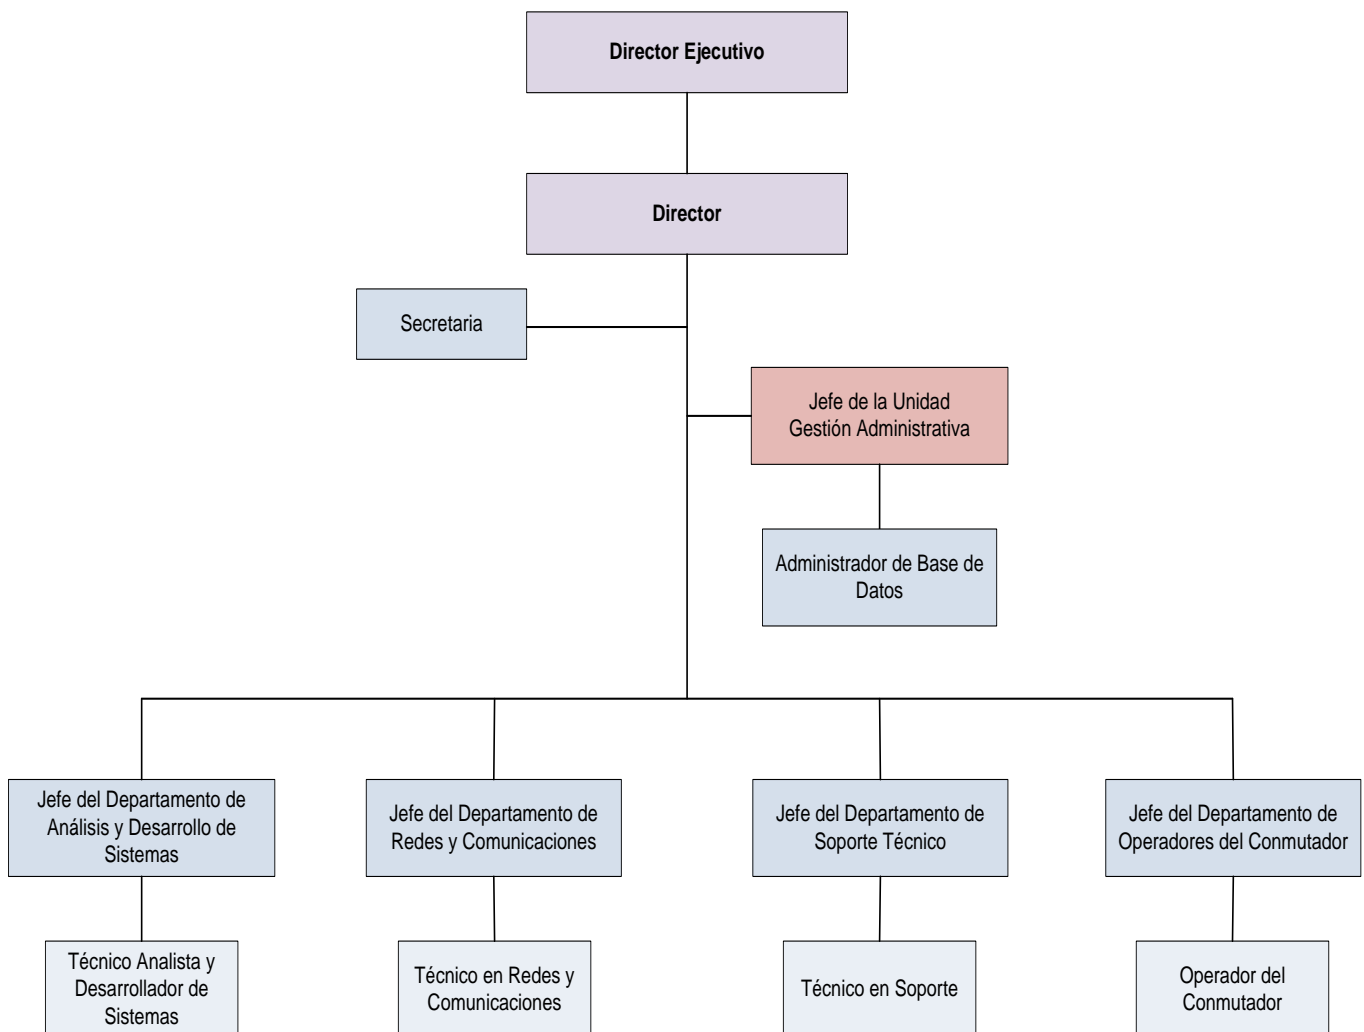 Director Ejecutivo
Director
Secretaria
Jefe de la Unidad
Gestión Administrativa
Administrador de Base de
Datos
Jefe del Departamento de
Análisis y Desarrollo de
Sistemas
Jefe del Departamento de
Redes y Comunicaciones
Jefe del Departamento de
Soporte Técnico
Jefe del Departamento de
Operadores del Conmutador
Técnico Analista y
Desarrollador de
Sistemas
Técnico en Redes y
Comunicaciones
Técnico en Soporte
Operador del
Conmutador